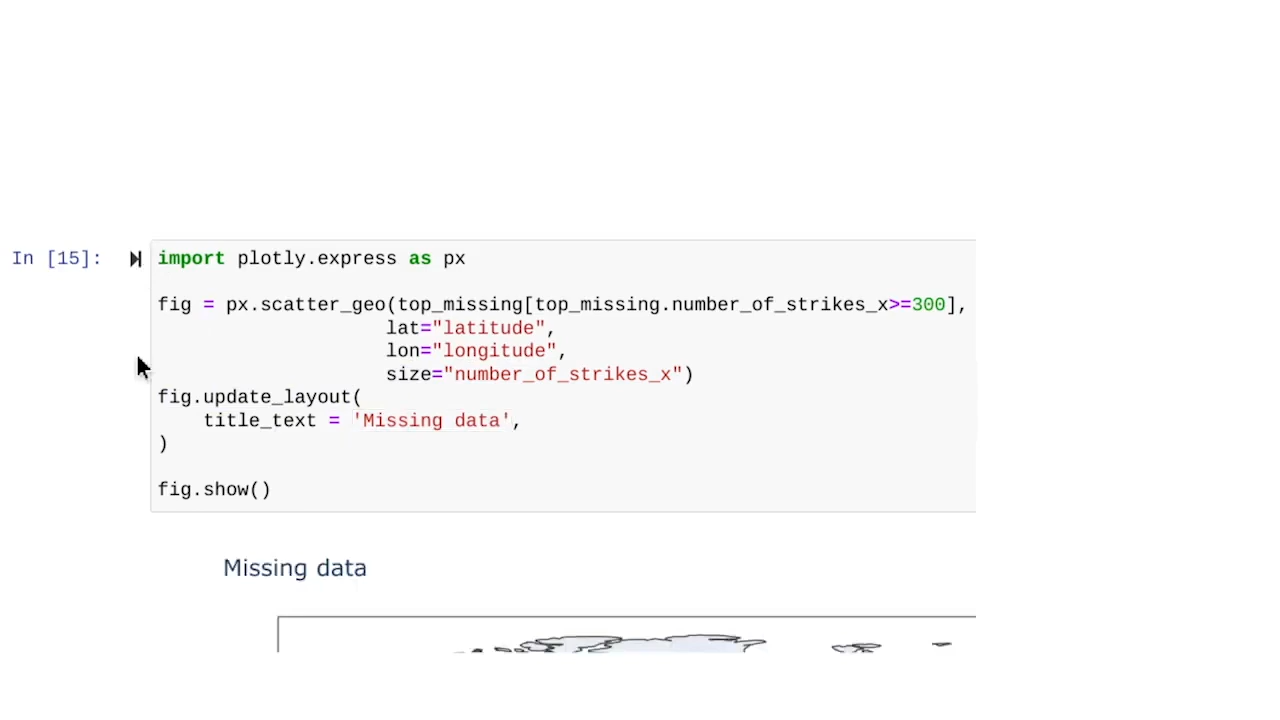 In [15]:
import plotly.express as px
fig = px.scatter_geo(top_missing[top_missing.number_of_strikes_x>=300],
lat="latitude",
lon="longitude",
size="number_of_strikes_x")
fig.update_layout(
title_text = 'Missing data',
)
fig.show()
Missing data